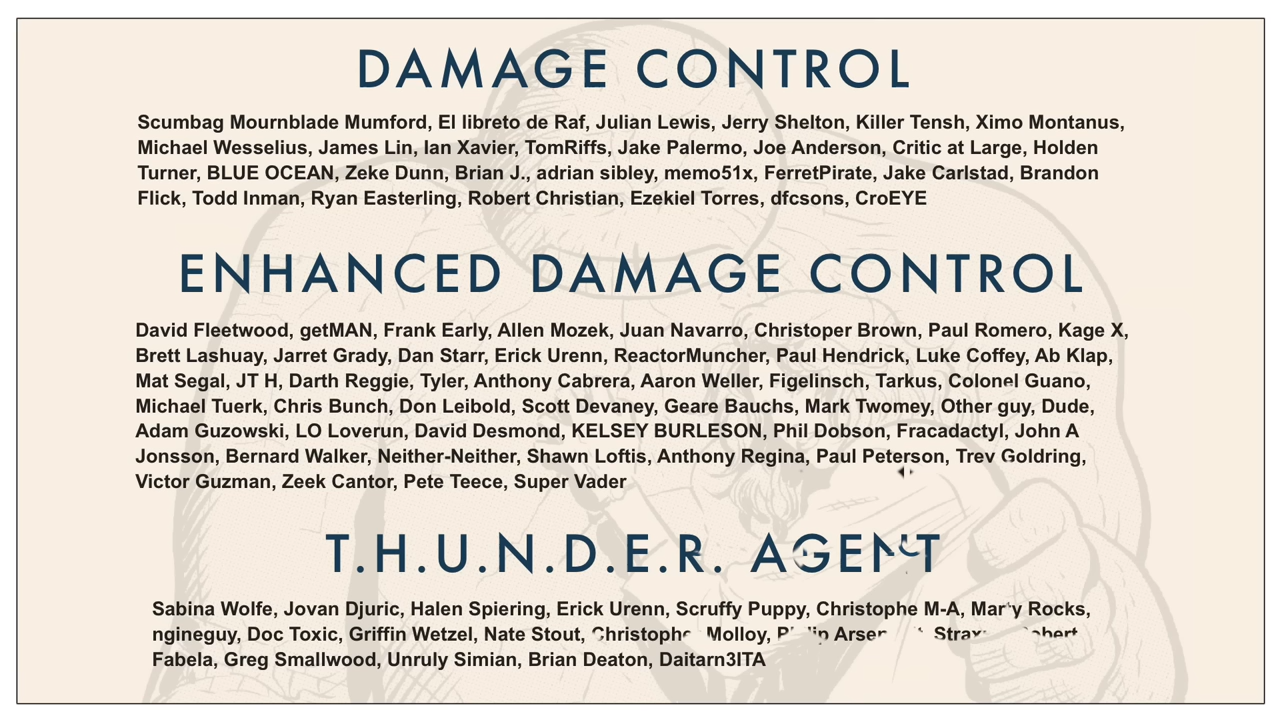 DAMAGE CONTROL
Scumbag Mournblade Mumford, El libreto de Raf, Julian Lewis, Jerry Shelton, Killer Tensh, Ximo Montanus,
Michael Wesselius, James Lin, Ian Xavier, TomRiffs, Jake Palermo, Joe Anderson, Critic at Large, Holden
Turner, BLUE OCEAN, Zeke Dunn, Brian J., adrian sibley, memo51x, FerretPirate, Jake Carlstad, Brandon
Flick, Todd Inman, Ryan Easterling, Robert Christian, Ezekiel Torres, dfcsons, CroEYE
ENHANCED DAMAGE CONTROL
David Fleetwood, getMAN, Frank Early, Allen Mozek, Juan Navarro, Christoper Brown, Paul Romero, Kage X,
Brett Lashuay, Jarret Grady, Dan Starr, Erick Urenn, ReactorMuncher, Paul Hendrick, Luke Coffey, Ab Klap,
Mat Segal, JT H, Darth Reggie, Tyler, Anthony Cabrera, Aaron Weller, Figelinsch, Tarkus, Colonel Guano,
Michael Tuerk, Chris Bunch, Don Leibold, Scott Devaney, Geare Bauchs, Mark Twomey, Other guy, Dude,
Adam Guzowski, LO Loverun, David Desmond, KELSEY BURLESON, Phil Dobson, Fracadactyl, John A
Jonsson, Bernard Walker, Neither-Neither, Shawn Loftis, Anthony Regina, Paul Peterson, Trev Goldring,
Victor Guzman, Zeek Cantor, Pete Teece, Super Vader
T.H.U.N.D.E.R. AGENT
Sabina Wolfe, Jovan Djuric, Halen Spiering, Erick Urenn, Scruffy Puppy, Christophe M-A, Marty Rocks,
ngineguy, Doc Toxic, Griffin Wetzel, Nate Stout, Christopher Molloy,
Fabela, Greg Smallwood, Unruly Simian, Brian Deaton, Daitarn3ITA